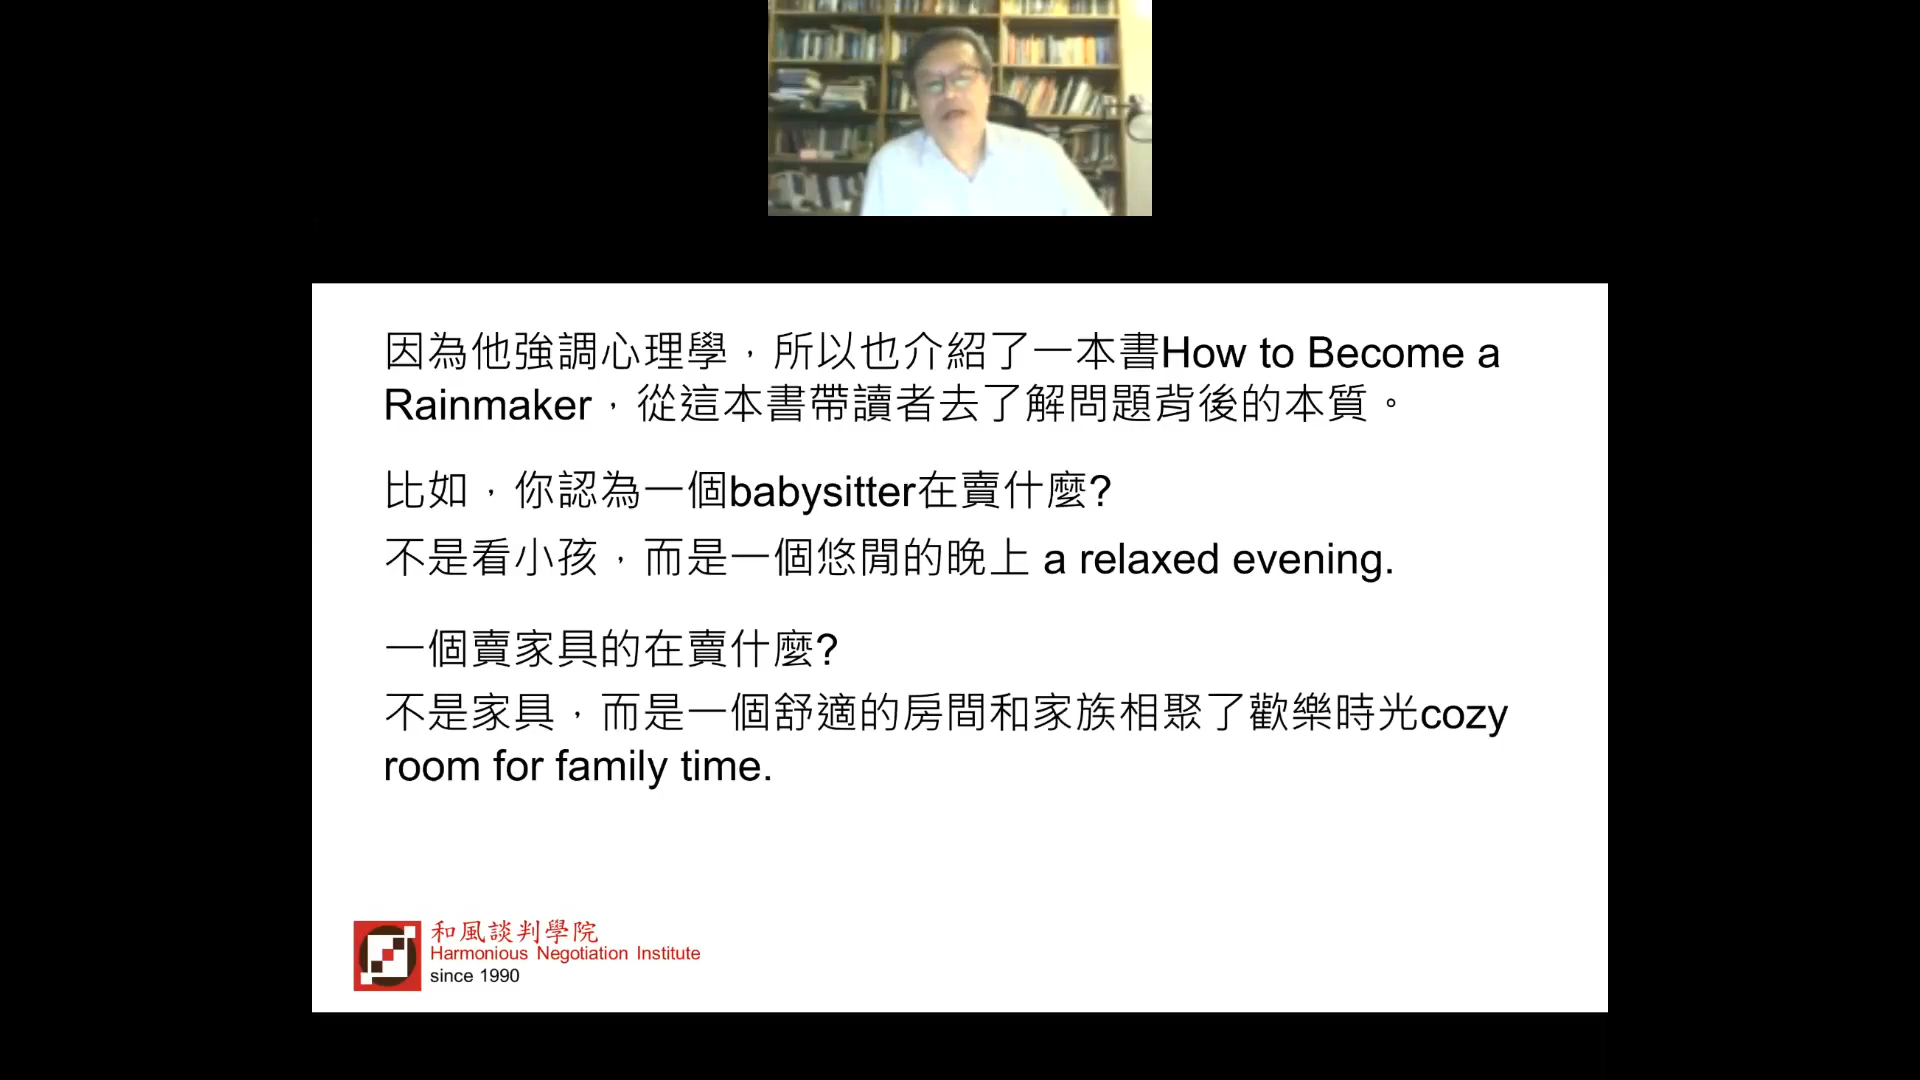 因為他強調心理學，所以也介紹了一本書How to Become a
Rainmaker，從這本書帶讀者去了解問題背後的本質。
比如，你認為一個babysitter在賣什麼?
不是看小孩，而是一個悠閒的晚上 a relaxed evening.
一個賣家具的在賣什麼?
不是家具，而是一個舒適的房間和家族相聚了歡樂時光cozy
room for family time.
和風談判學院
Harmonious Negotiation Institute
since 1990